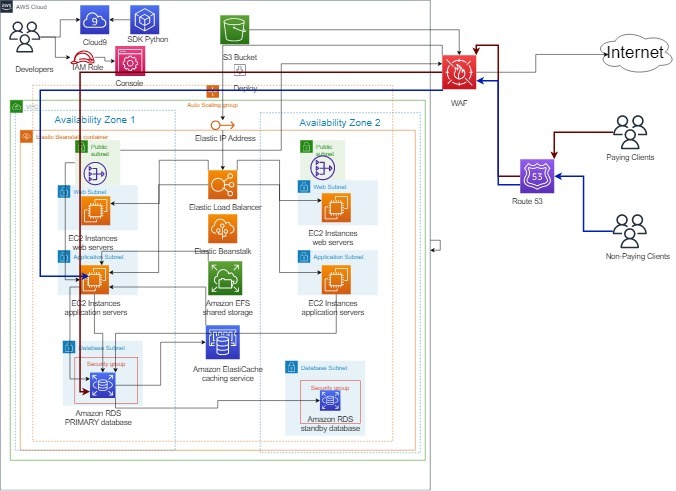 aws
AWS Cloud
Developers
Cloud9
SDK Python
IAM Role
Console
S3 Bucket
Deploy
WAF
Internet
Auto Scaling group
VPC
Availability Zone 1
Availability Zone 2
Elastic Beanstalk container
Elastic IP Address
Public
subnet
Public
subnet
Paying Clients
53
Route 53
Non-Paying Clients
Web Subnet
Web Subnet
Elastic Load Balancer
EC2 Instances
web servers
EC2 Instances
web servers
Elastic Beanstalk
Application Subnet
Application Subnet
EC2 Instances
application servers
Amazon EFS
shared storage
EC2 Instances
application servers
Database Subnet
Security group
Amazon ElastiCache
caching service
Database Subnet
Security group
Amazon RDS
PRIMARY database
Amazon RDS
standby database